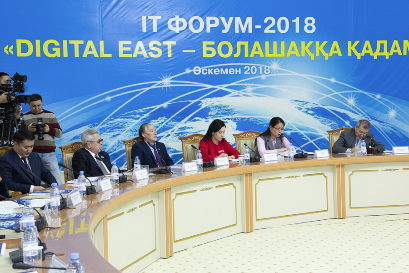 IT ФОРУМ-2018
«DIGITAL EAST – БОЛАШАҚҚА ҚАДАМ
Өскемен 2018